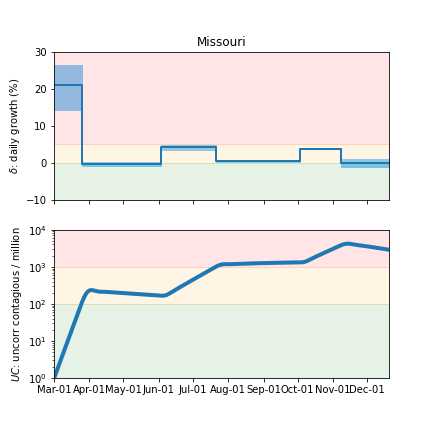 Missouri
30
20
10
0
−10
δ: daily growth (%)
10⁴
10³
10²
10¹
10⁰
UC: uncorr contagious / million
Mar-01 Apr-01 May-01 Jun-01 Jul-01 Aug-01 Sep-01 Oct-01 Nov-01 Dec-01